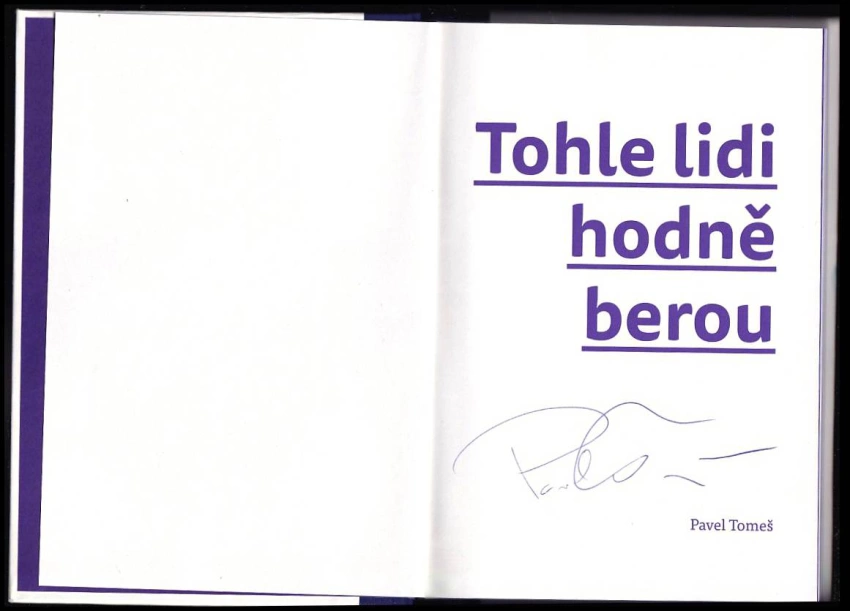 Tohle lidi
hodně
berou
Pavel Tomeš